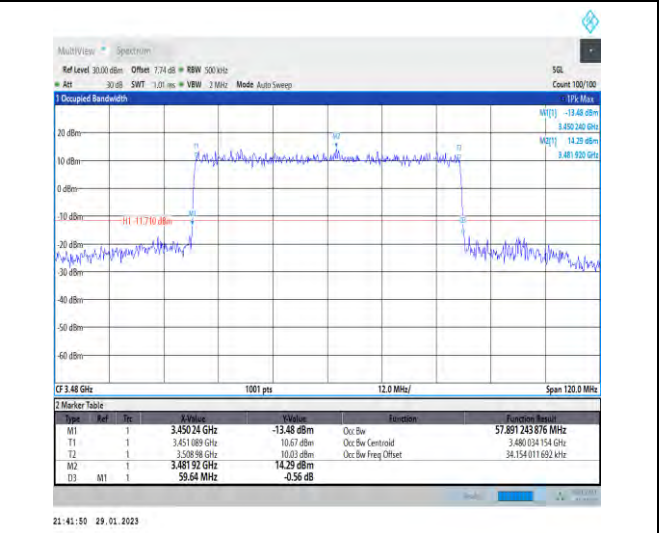 MultiView Spectrum
Ref Level 30.00 dBm Offset 7.74 dB RBW 500 kHz SGL
Att 30 dB SWT 1.01 ms VBW 2 MHz Mode Auto Sweep Count 100/100
1 Occupied Bandwidth 1Pk Max
M1[1] -13.48 dBm
3.450 240 GHz
M2[1] 14.29 dBm
3.481 920 GHz
20 dBm
M2
T1
T2
10 dBm
0 dBm
-10 dBm
M1
H1 -11.710 dBm
D3
-20 dBm
-30 dBm
-40 dBm
-50 dBm
-60 dBm
CF 3.48 GHz 1001 pts 12.0 MHz/ Span 120.0 MHz
2 Marker Table
Type Ref Trc X-Value Y-Value Function Function Result
M1 1 3.450 24 GHz -13.48 dBm Occ Bw 57.891 243 876 MHz
T1 1 3.451 089 GHz 10.67 dBm Occ Bw Centroid 3.480 034 154 GHz
T2 1 3.508 98 GHz 10.03 dBm Occ Bw Freq Offset 34.154 011 692 kHz
M2 1 3.481 92 GHz 14.29 dBm
D3 M1 1 59.64 MHz -0.56 dB
21:41:50 29.01.2023